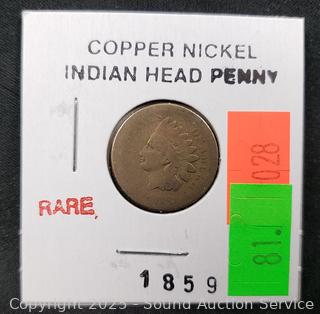 COPPER NICKEL
INDIAN HEAD PENNY
028
RARE,
81.
1859
Copyright 2023 - Sound Auction Service